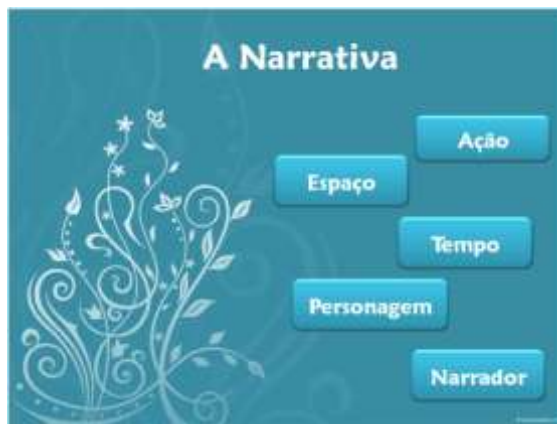 A Narrativa
Ação
Espaço
Tempo
Personagem
Narrador